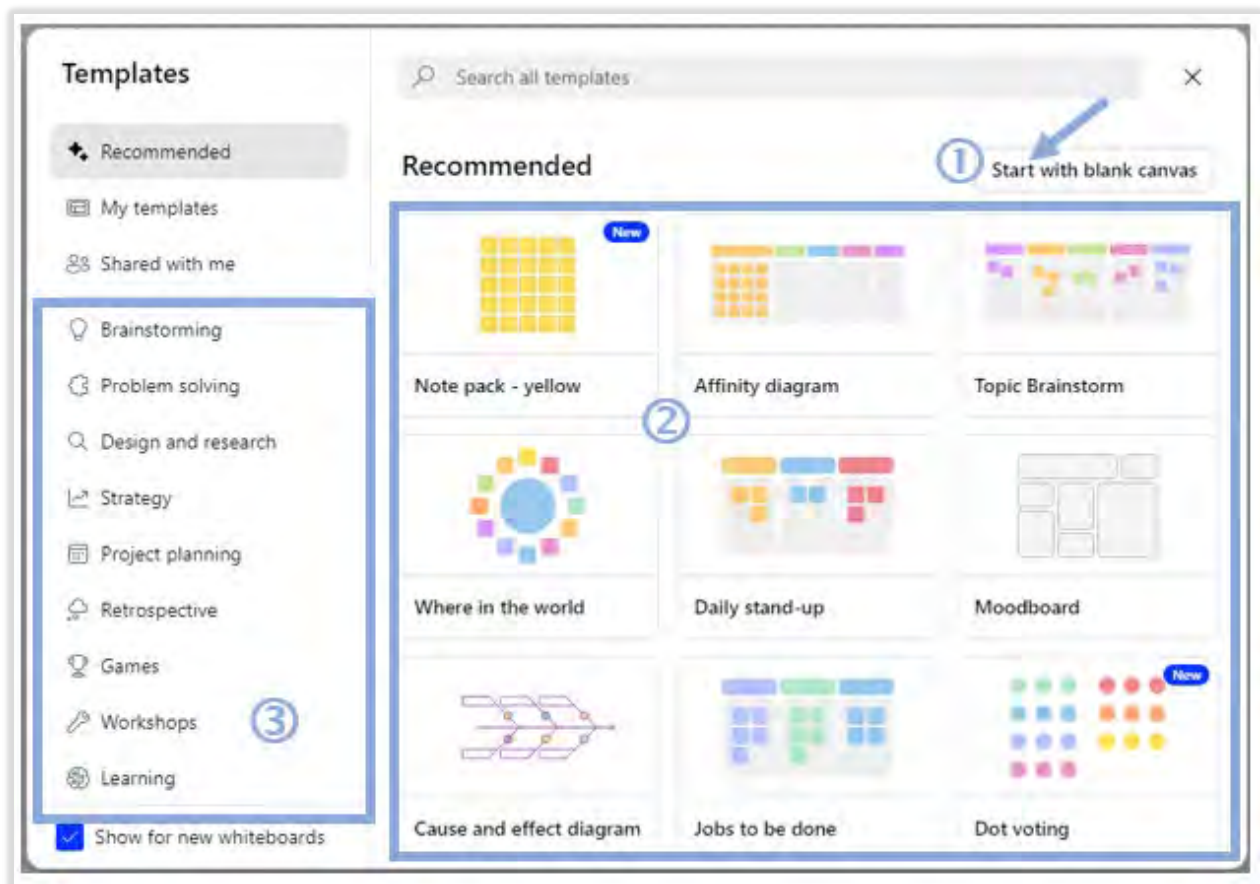 Templates
Recommended
My templates
Shared with me
Brainstorming
Problem solving
Design and research
Strategy
Project planning
Retrospective
Games
Workshops
③
Learning
Show for new whiteboards
Search all templates
Recommended
①
Start with blank canvas
New
Note pack - yellow
Affinity diagram
Topic Brainstorm
②
Where in the world
Daily stand-up
Moodboard
New
Cause and effect diagram
Jobs to be done
Dot voting